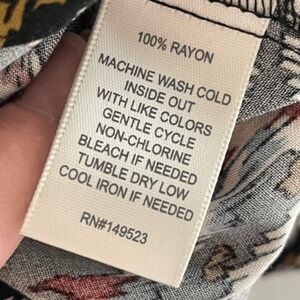 100% RAYON
MACHINE WASH COLD
INSIDE OUT
WITH LIKE COLORS
GENTLE CYCLE
NON-CHLORINE
BLEACH IF NEEDED
TUMBLE DRY LOW
COOL IRON IF NEEDED
RN#149523